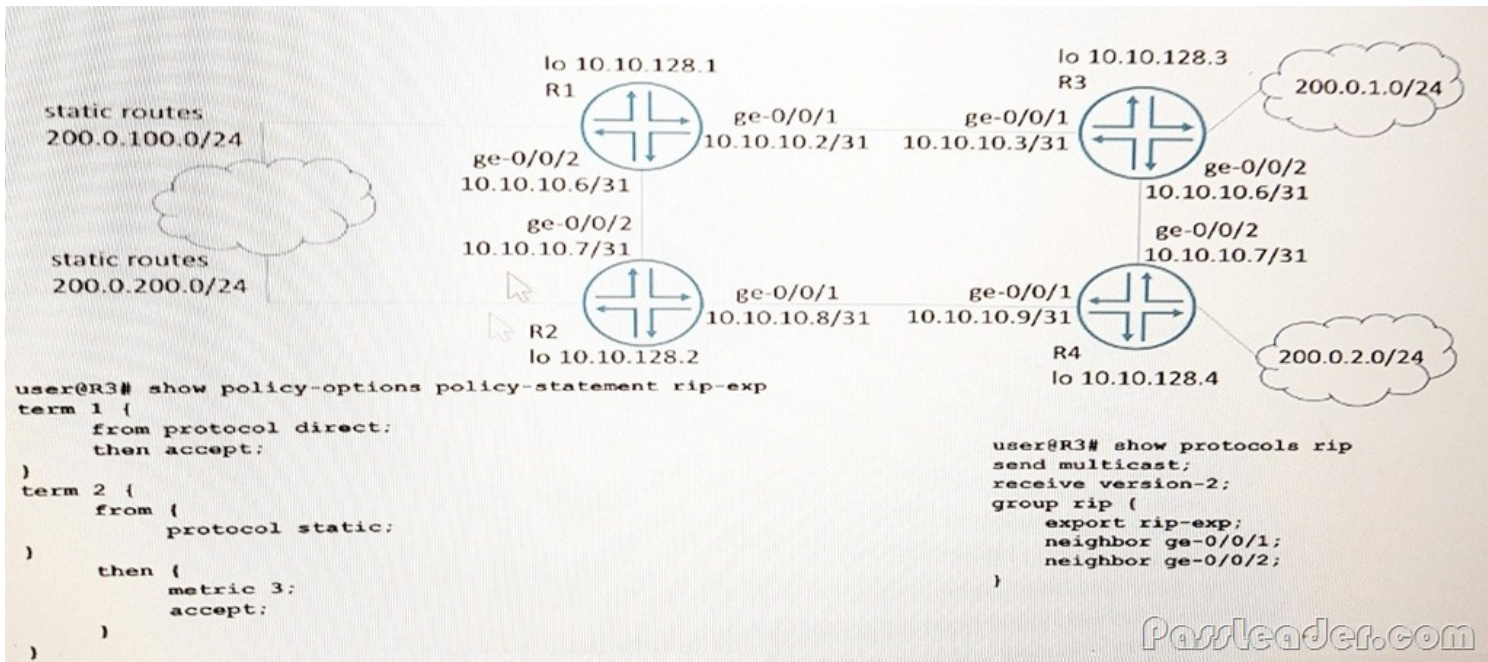 lo 10.10.128.1
R1
lo 10.10.128.3
R3
200.0.1.0/24
static routes
200.0.100.0/24
ge-0/0/1
10.10.10.2/31
ge-0/0/1
10.10.10.3/31
ge-0/0/2
10.10.10.6/31
ge-0/0/2
10.10.10.6/31
ge-0/0/2
10.10.10.7/31
ge-0/0/2
10.10.10.7/31
static routes
200.0.200.0/24
ge-0/0/1
10.10.10.8/31
ge-0/0/1
10.10.10.9/31
R2
lo 10.10.128.2
R4
lo 10.10.128.4
200.0.2.0/24
user@R3# show policy-options policy-statement rip-exp
term 1 {
from protocol direct;
then accept;
}
term 2 {
from {
protocol static;
}
then {
metric 3;
accept;
}
}
user@R3# show protocols rip
send multicast;
receive version-2;
group rip {
export rip-exp;
neighbor ge-0/0/1;
neighbor ge-0/0/2;
}
PassLeader.com